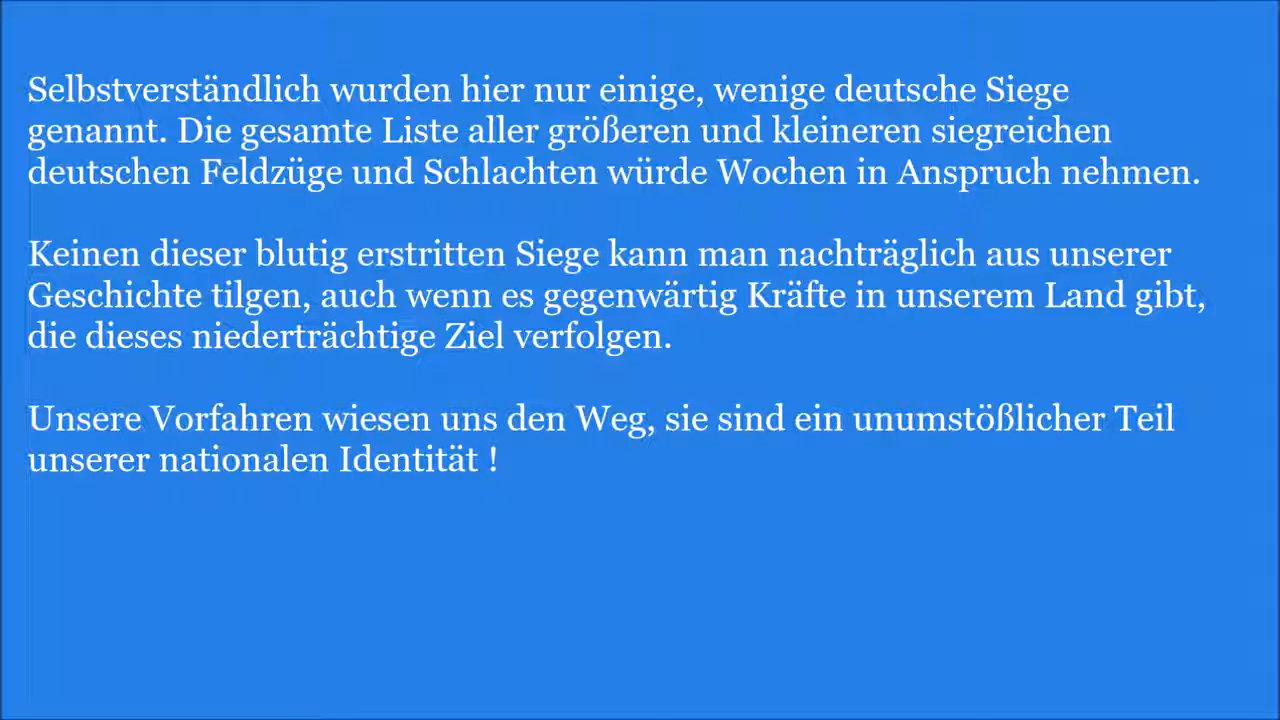 Selbstverständlich wurden hier nur einige, wenige deutsche Siege
genannt. Die gesamte Liste aller größeren und kleineren siegreichen
deutschen Feldzüge und Schlachten würde Wochen in Anspruch nehmen.
Keinen dieser blutig erstritten Siege kann man nachträglich aus unserer
Geschichte tilgen, auch wenn es gegenwärtig Kräfte in unserem Land gibt,
die dieses niederträchtige Ziel verfolgen.
Unsere Vorfahren wiesen uns den Weg, sie sind ein unumstößlicher Teil
unserer nationalen Identität !